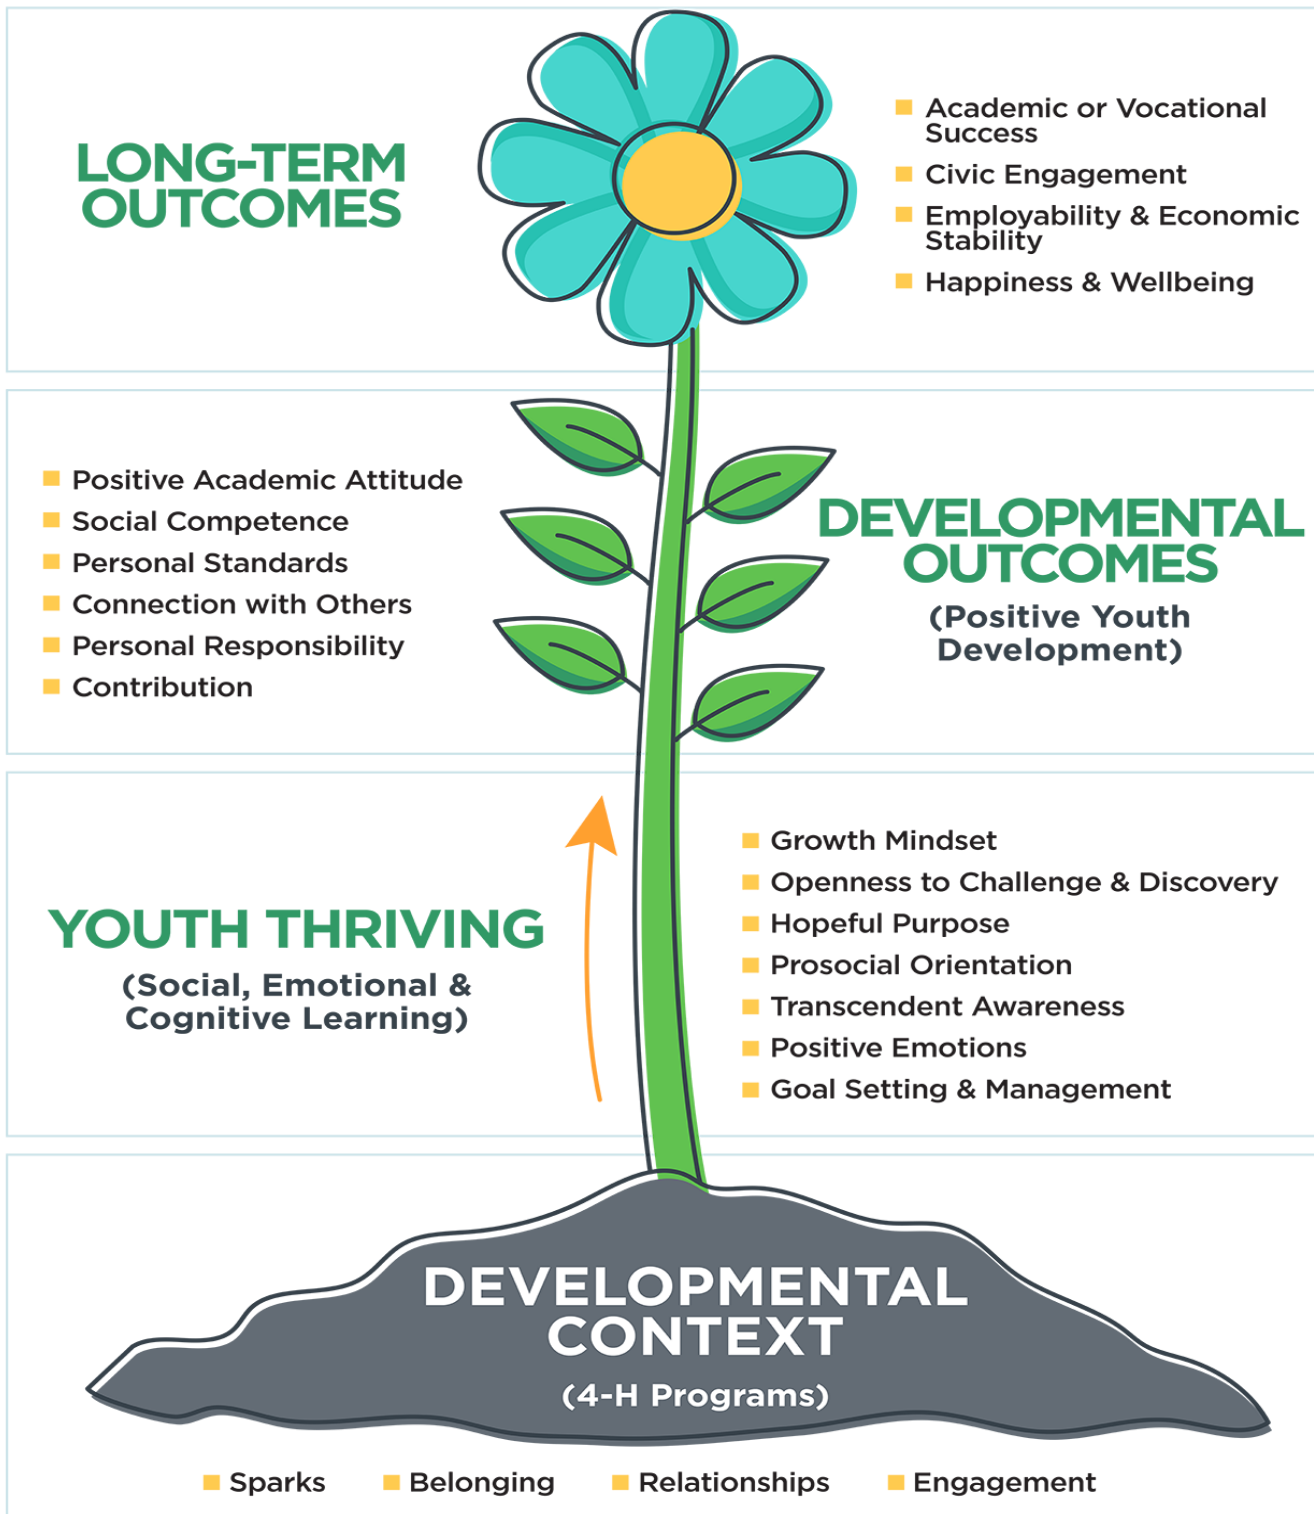 LONG-TERM
OUTCOMES
Academic or Vocational
Success
Civic Engagement
Employability & Economic
Stability
Happiness & Wellbeing
Positive Academic Attitude
Social Competence
Personal Standards
Connection with Others
Personal Responsibility
Contribution
DEVELOPMENTAL
OUTCOMES
(Positive Youth
Development)
YOUTH THRIVING
(Social, Emotional &
Cognitive Learning)
Growth Mindset
Openness to Challenge & Discovery
Hopeful Purpose
Prosocial Orientation
Transcendent Awareness
Positive Emotions
Goal Setting & Management
DEVELOPMENTAL
CONTEXT
(4-H Programs)
Sparks Belonging Relationships Engagement